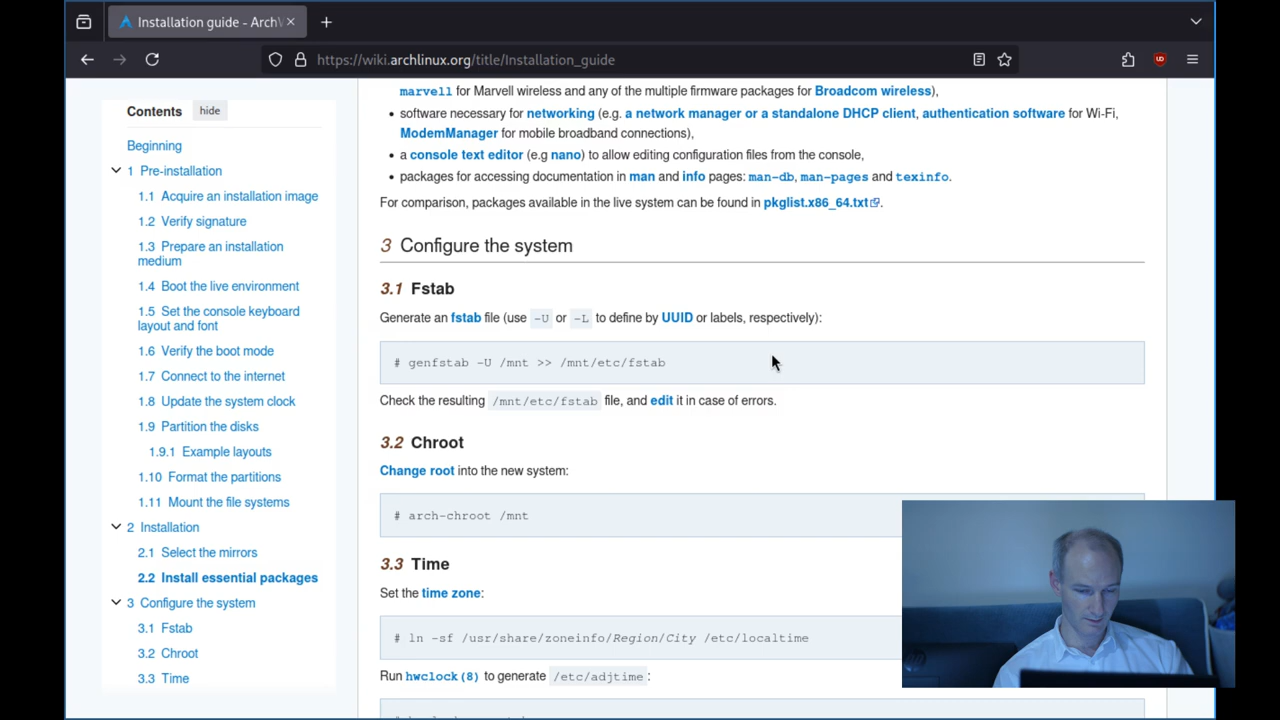 Installation guide - ArchW
https://wiki.archlinux.org/title/Installation_guide
Contents hide
Beginning
1 Pre-installation
1.1 Acquire an installation image
1.2 Verify signature
1.3 Prepare an installation
medium
1.4 Boot the live environment
1.5 Set the console keyboard
layout and font
1.6 Verify the boot mode
1.7 Connect to the internet
1.8 Update the system clock
1.9 Partition the disks
1.9.1 Example layouts
1.10 Format the partitions
1.11 Mount the file systems
2 Installation
2.1 Select the mirrors
2.2 Install essential packages
3 Configure the system
3.1 Fstab
3.2 Chroot
3.3 Time
marvell for Marvell wireless and any of the multiple firmware packages for Broadcom wireless),
• software necessary for networking (e.g. a network manager or a standalone DHCP client, authentication software for Wi-Fi,
ModemManager for mobile broadband connections),
• a console text editor (e.g nano) to allow editing configuration files from the console,
• packages for accessing documentation in man and info pages: man-db, man-pages and texinfo.
For comparison, packages available in the live system can be found in pkglist.x86_64.txt.
3 Configure the system
3.1 Fstab
Generate an fstab file (use -U or -L to define by UUID or labels, respectively):
# genfstab -U /mnt >> /mnt/etc/fstab
Check the resulting /mnt/etc/fstab file, and edit it in case of errors.
3.2 Chroot
Change root into the new system:
# arch-chroot /mnt
3.3 Time
Set the time zone:
# ln -sf /usr/share/zoneinfo/Region/City /etc/localtime
Run hwclock(8) to generate /etc/adjtime: